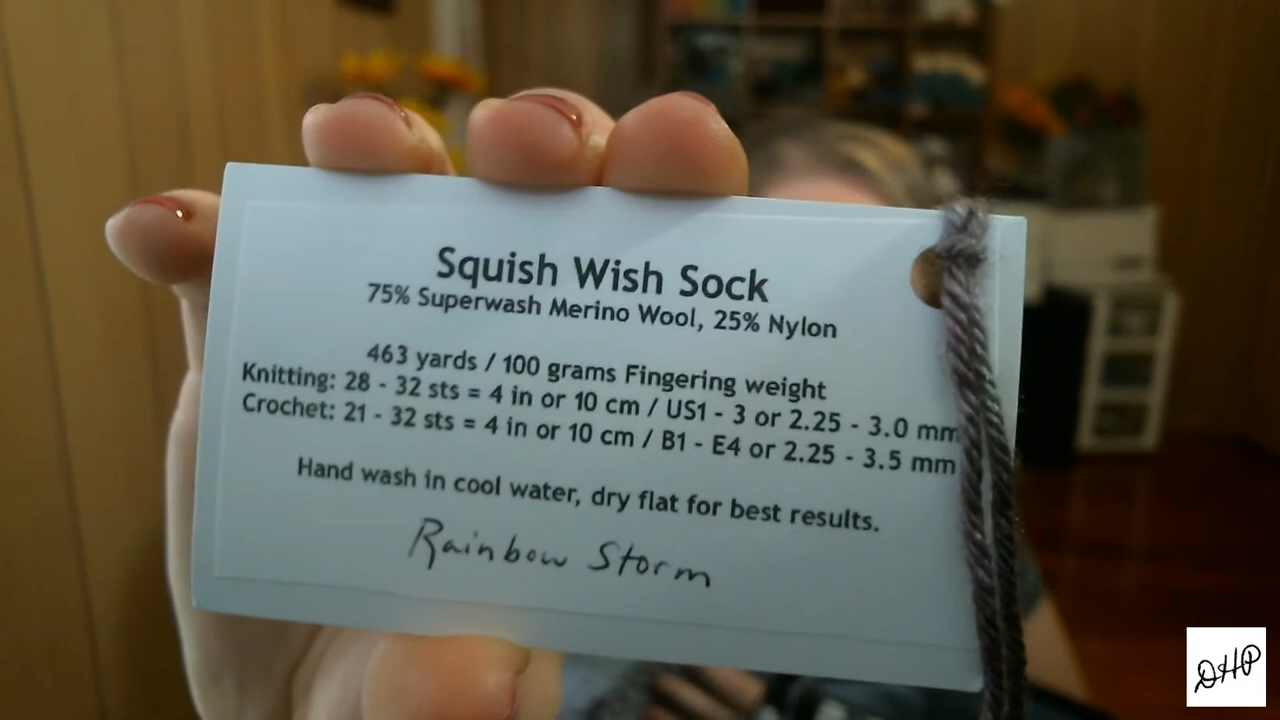 Squish Wish Sock
75% Superwash Merino Wool, 25% Nylon
463 yards / 100 grams Fingering weight
Knitting: 28 - 32 sts = 4 in or 10 cm / US1 - 3 or 2.25 - 3.0 mm
Crochet: 21 - 32 sts = 4 in or 10 cm / B1 - E4 or 2.25 - 3.5 mm
Hand wash in cool water, dry flat for best results.
Rainbow Storm
DHP